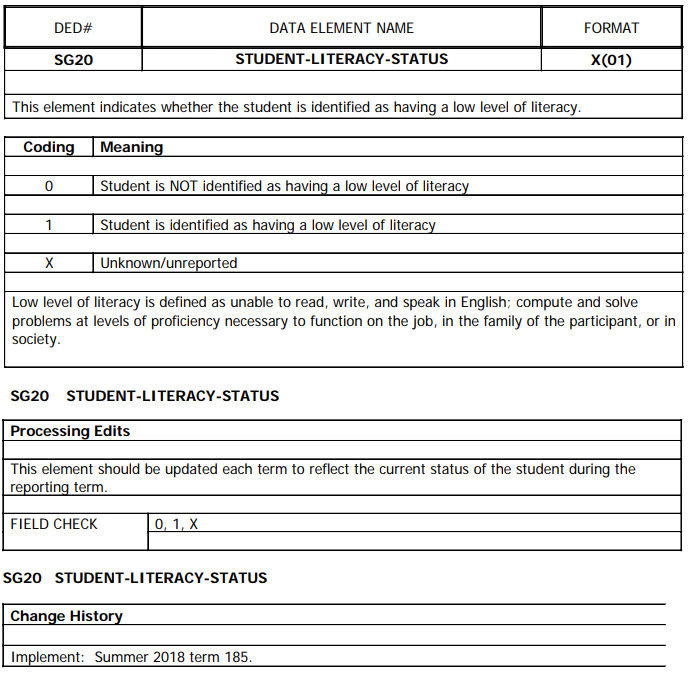 DED# DATA ELEMENT NAME FORMAT
SG20 STUDENT-LITERACY-STATUS X(01)
This element indicates whether the student is identified as having a low level of literacy.
Coding Meaning
0 Student is NOT identified as having a low level of literacy
1 Student is identified as having a low level of literacy
X Unknown/unreported
Low level of literacy is defined as unable to read, write, and speak in English; compute and solve
problems at levels of proficiency necessary to function on the job, in the family of the participant, or in
society.
SG20 STUDENT-LITERACY-STATUS
Processing Edits
This element should be updated each term to reflect the current status of the student during the
reporting term.
FIELD CHECK 0, 1, X
SG20 STUDENT-LITERACY-STATUS
Change History
Implement: Summer 2018 term 185.